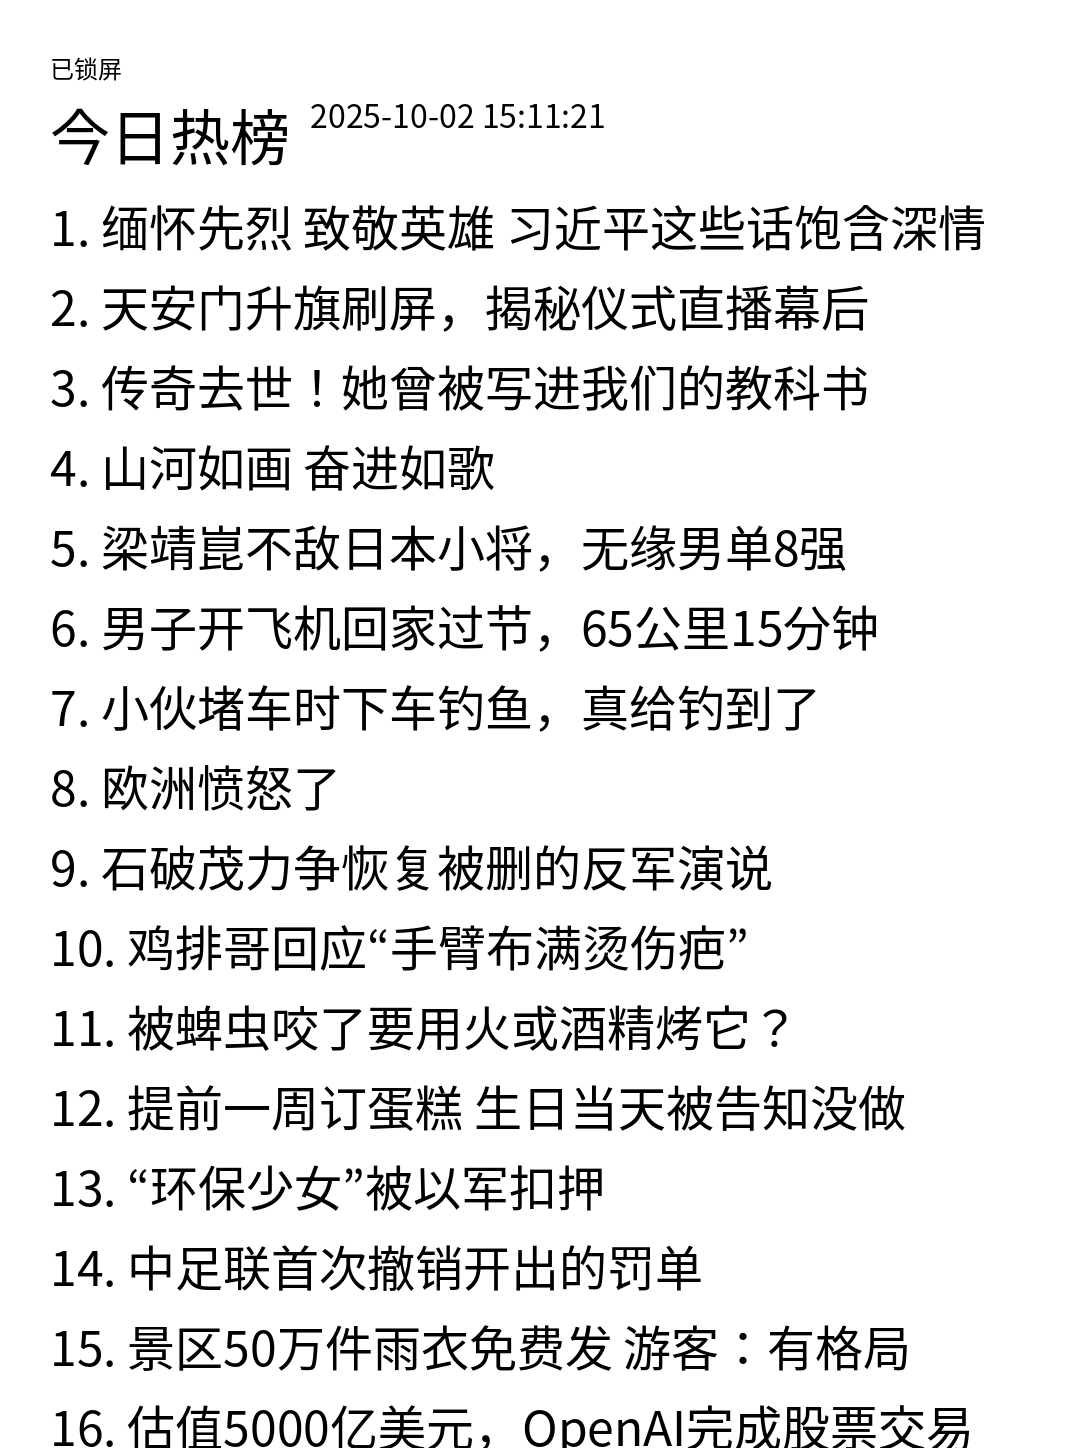 已锁屏
今日热榜 2025-10-02 15:11:21
1. 缅怀先烈 致敬英雄 习近平这些话饱含深情
2. 天安门升旗刷屏，揭秘仪式直播幕后
3. 传奇去世！她曾被写进我们的教科书
4. 山河如画 奋进如歌
5. 梁靖崑不敌日本小将，无缘男单8强
6. 男子开飞机回家过节，65公里15分钟
7. 小伙堵车时下车钓鱼，真给钓到了
8. 欧洲愤怒了
9. 石破茂力争恢复被删的反军演说
10. 鸡排哥回应“手臂布满烫伤疤”
11. 被蜱虫咬了要用火或酒精烤它？
12. 提前一周订蛋糕 生日当天被告知没做
13. “环保少女”被以军扣押
14. 中足联首次撤销开出的罚单
15. 景区50万件雨衣免费发 游客：有格局
16. 估值5000亿美元，OpenAI完成股票交易